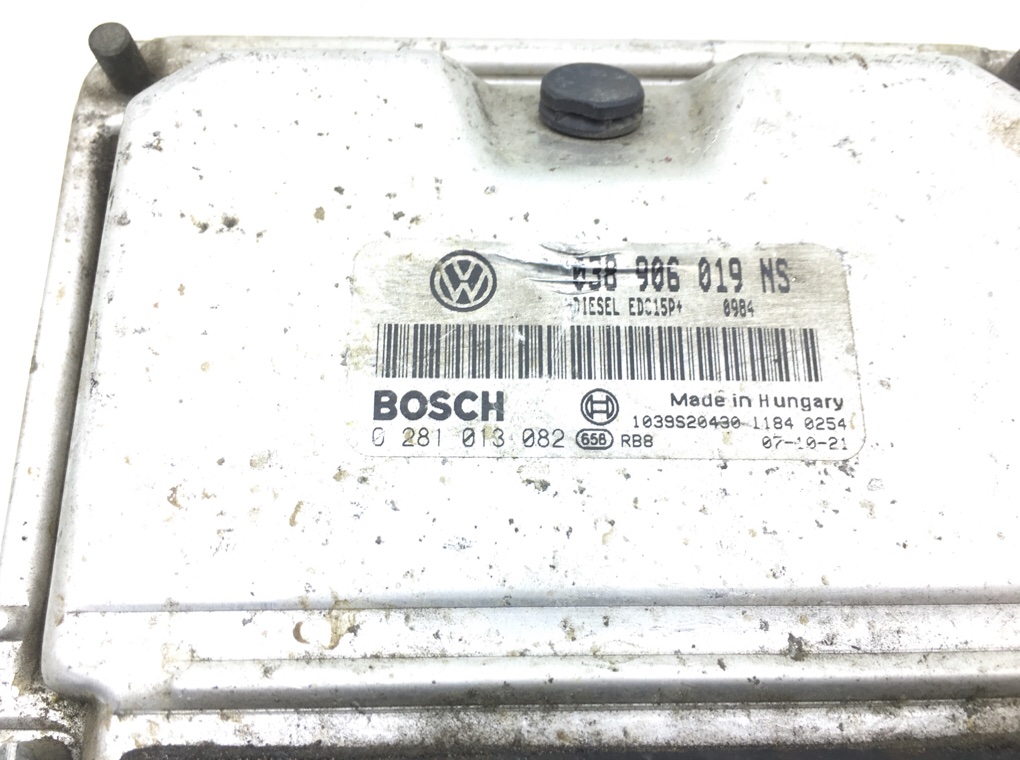 038 906 019 NS
DIESEL EDC15P+ 0984
BOSCH
Made in Hungary
1039S20430 1184 0254
0 281 013 082 656 RB8 07-10-21